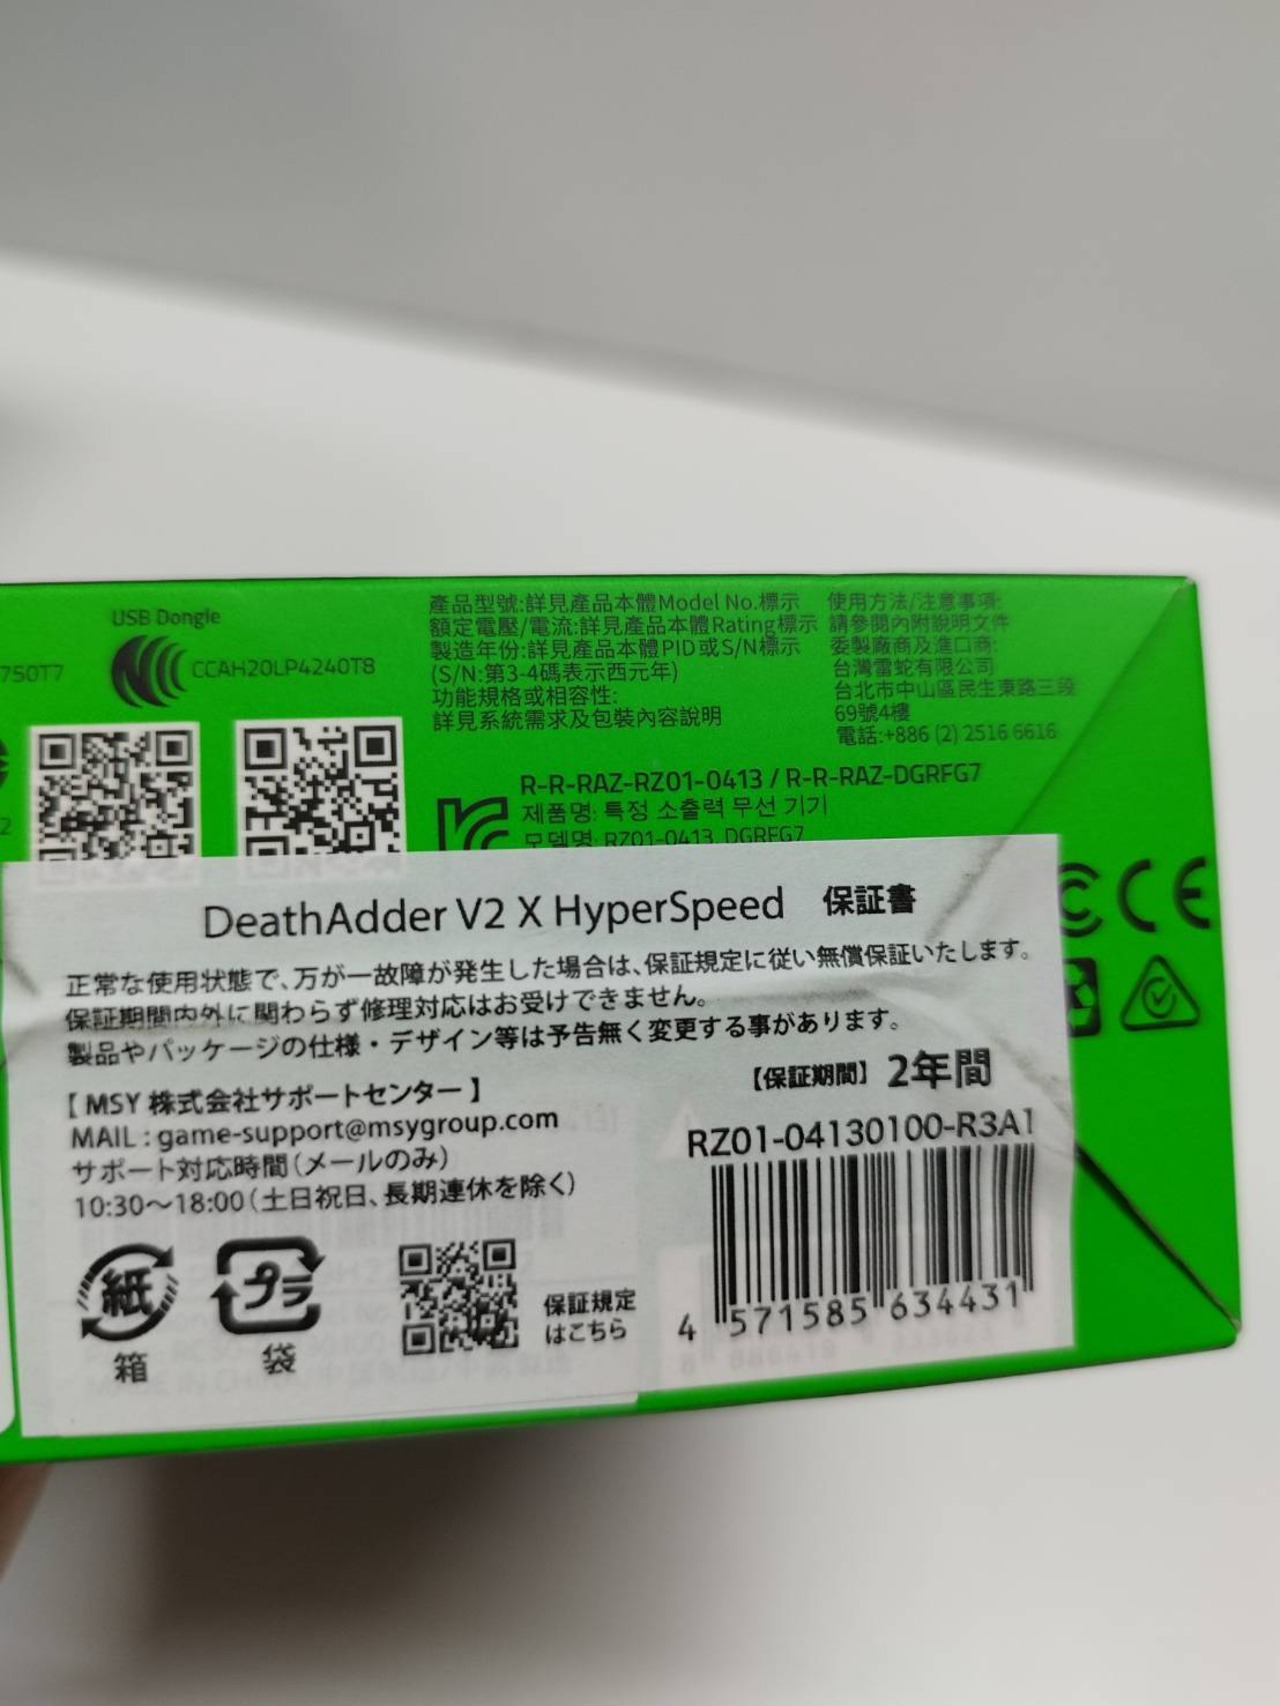 USB Dongle
CCAH20LP4240T8
750T7
產品型號:詳見產品本體Model No.標示
額定電壓/電流:詳見產品本體Rating標示
製造年份:詳見產品本體PID或S/N標示
(S/N:第3-4碼表示西元年)
功能規格或相容性:
詳見系統需求及包裝內容說明
使用方法/注意事項:
請參閱內附說明文件
委製廠商及進口商:
台灣雷蛇有限公司
台北市中山區民生東路三段
69號4樓
電話:+886 (2) 2516 6616
R-R-RAZ-RZ01-0413 / R-R-RAZ-DGRFG7
제품명: 특정 소출력 무선 기기
모델명: RZ01-0413, DGRFG7
2
CE
DeathAdder V2 X HyperSpeed 保証書
正常な使用状態で、万が一故障が発生した場合は、保証規定に従い無償保証いたします。
保証期間内外に関わらず修理対応はお受けできません。
製品やパッケージの仕様・デザイン等は予告無く変更する事があります。
【保証期間】 2年間
【 MSY 株式会社サポートセンター 】
MAIL : game-support@msygroup.com
サポート対応時間（メールのみ）
10:30～18:00（土日祝日、長期連休を除く）
RZ01-04130100-R3A1
4 571585 634431
紙
箱
プラ
袋
保証規定
はこちら